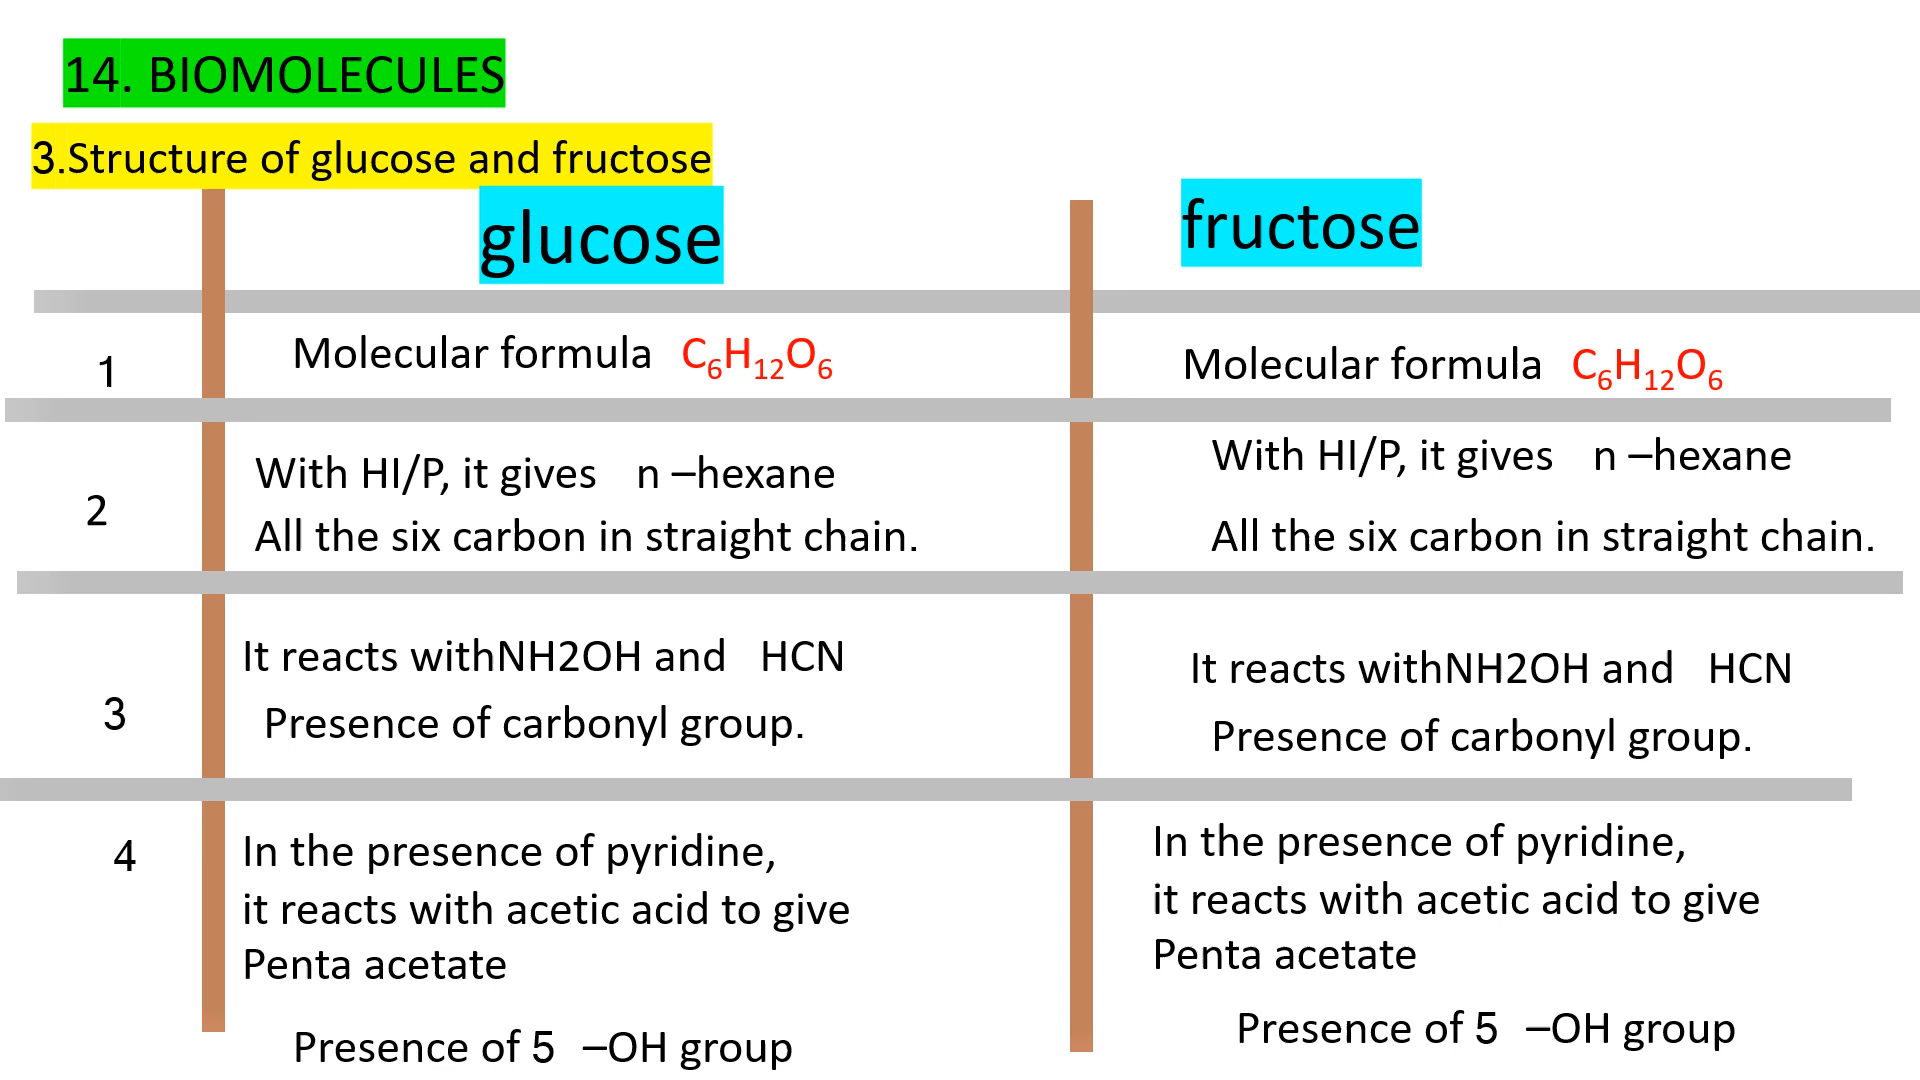 14. BIOMOLECULES
3.Structure of glucose and fructose
glucose
fructose
1
Molecular formula C₆H₁₂O₆
Molecular formula C₆H₁₂O₆
2
With HI/P, it gives n –hexane
All the six carbon in straight chain.
With HI/P, it gives n –hexane
All the six carbon in straight chain.
3
It reacts withNH2OH and HCN
Presence of carbonyl group.
It reacts withNH2OH and HCN
Presence of carbonyl group.
4
In the presence of pyridine,
it reacts with acetic acid to give
Penta acetate
Presence of 5 –OH group
In the presence of pyridine,
it reacts with acetic acid to give
Penta acetate
Presence of 5 –OH group